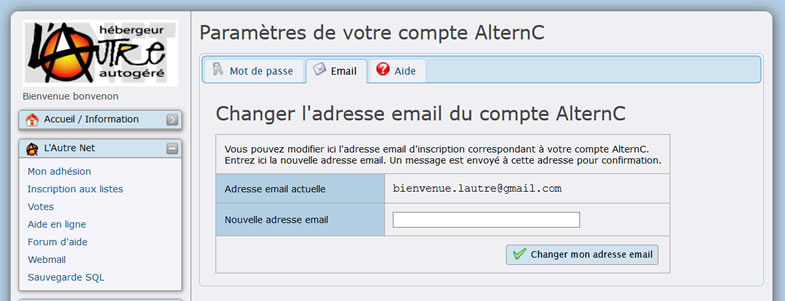 hébergeur
L'AUTRE
autogéré
Bienvenue bonvenon
Accueil / Information
L'Autre Net
Mon adhésion
Inscription aux listes
Votes
Aide en ligne
Forum d'aide
Webmail
Sauvegarde SQL
Paramètres de votre compte AlternC
Mot de passe
Email
Aide
Changer l'adresse email du compte AlternC
Vous pouvez modifier ici l'adresse email d'inscription correspondant à votre compte AlternC.
Entrez ici la nouvelle adresse email. Un message est envoyé à cette adresse pour confirmation.
Adresse email actuelle
bienvenue.lautre@gmail.com
Nouvelle adresse email
Changer mon adresse email